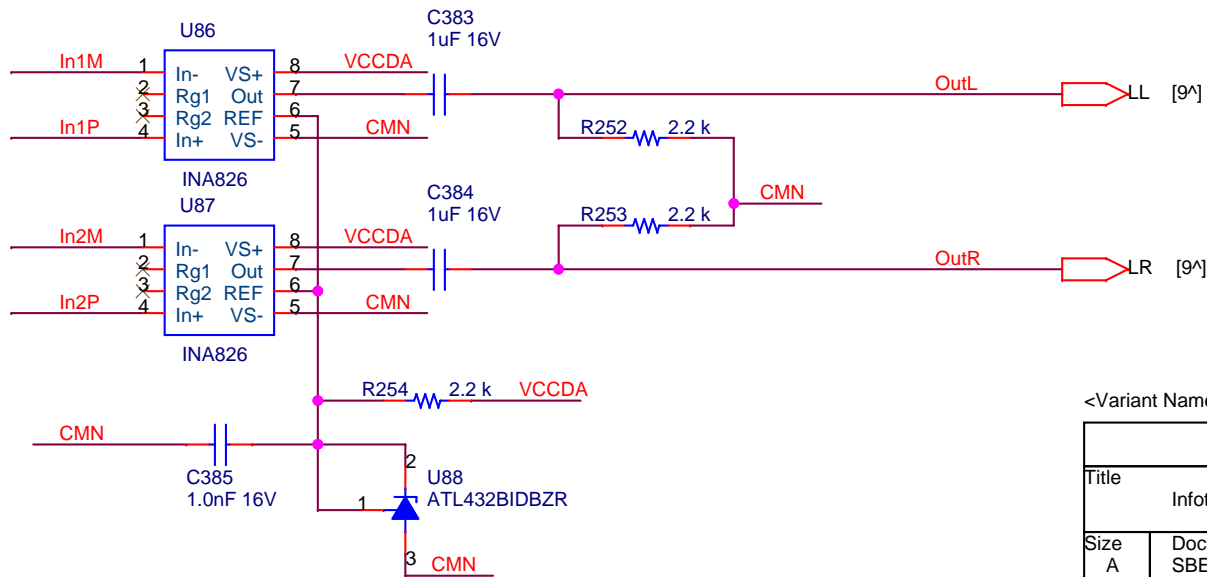 U86
In1M
1
In-
VS+
8
VCCDA
2
Rg1
Out
7
3
Rg2
REF
6
In1P
4
In+
VS-
5
CMN
INA826
C383
1uF 16V
OutL
LL
[9^]
R252
2.2 k
CMN
U87
In2M
1
In-
VS+
8
VCCDA
2
Rg1
Out
7
3
Rg2
REF
6
In2P
4
In+
VS-
5
CMN
INA826
C384
1uF 16V
R253
2.2 k
OutR
LR
[9^]
R254
2.2 k
VCCDA
CMN
C385
1.0nF 16V
2
U88
ATL432BIDBZR
1
3
CMN
<Variant Name
Title
Infot
Size
A
Doc
SBE